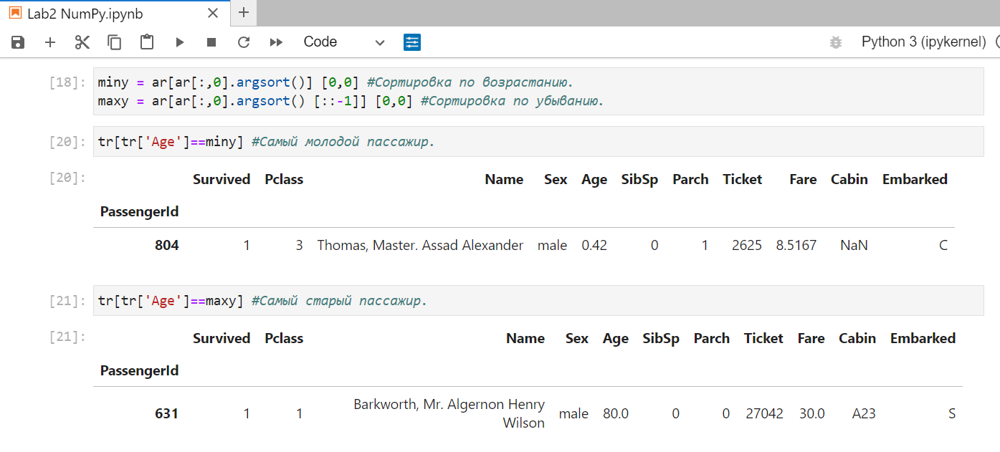 Lab2 NumPy.ipynb
Code
Python 3 (ipykernel)
[18]: miny = ar[ar[:,0].argsort()] [0,0] #Сортировка по возрастанию.
maxy = ar[ar[:,0].argsort() [::-1]] [0,0] #Сортировка по убыванию.
[20]: tr[tr['Age']==miny] #Самый молодой пассажир.
[20]: Survived Pclass Name Sex Age SibSp Parch Ticket Fare Cabin Embarked
PassengerId
804 1 3 Thomas, Master. Assad Alexander male 0.42 0 1 2625 8.5167 NaN C
[21]: tr[tr['Age']==maxy] #Самый старый пассажир.
[21]: Survived Pclass Name Sex Age SibSp Parch Ticket Fare Cabin Embarked
PassengerId
631 1 1 Barkworth, Mr. Algernon Henry
Wilson male 80.0 0 0 27042 30.0 A23 S